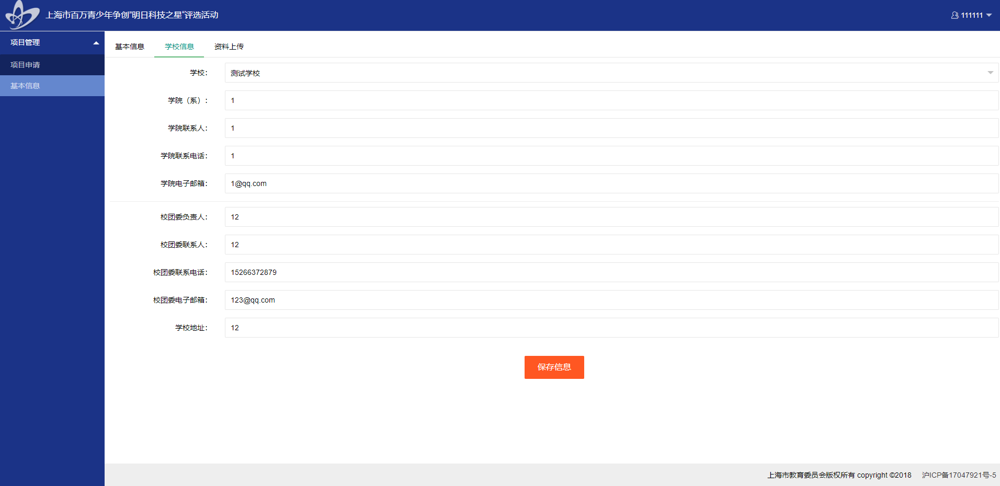 上海市百万青少年争创"明日科技之星"评选活动
111111
项目管理
项目申请
基本信息
基本信息 学校信息 资料上传
学校： 测试学校
学院（系）： 1
学院联系人： 1
学院联系电话： 1
学院电子邮箱： 1@qq.com
校团委负责人： 12
校团委联系人： 12
校团委联系电话： 15266372879
校团委电子邮箱： 123@qq.com
学校地址： 12
保存信息
上海市教育委员会版权所有 copyright ©2018 沪ICP备17047921号-5